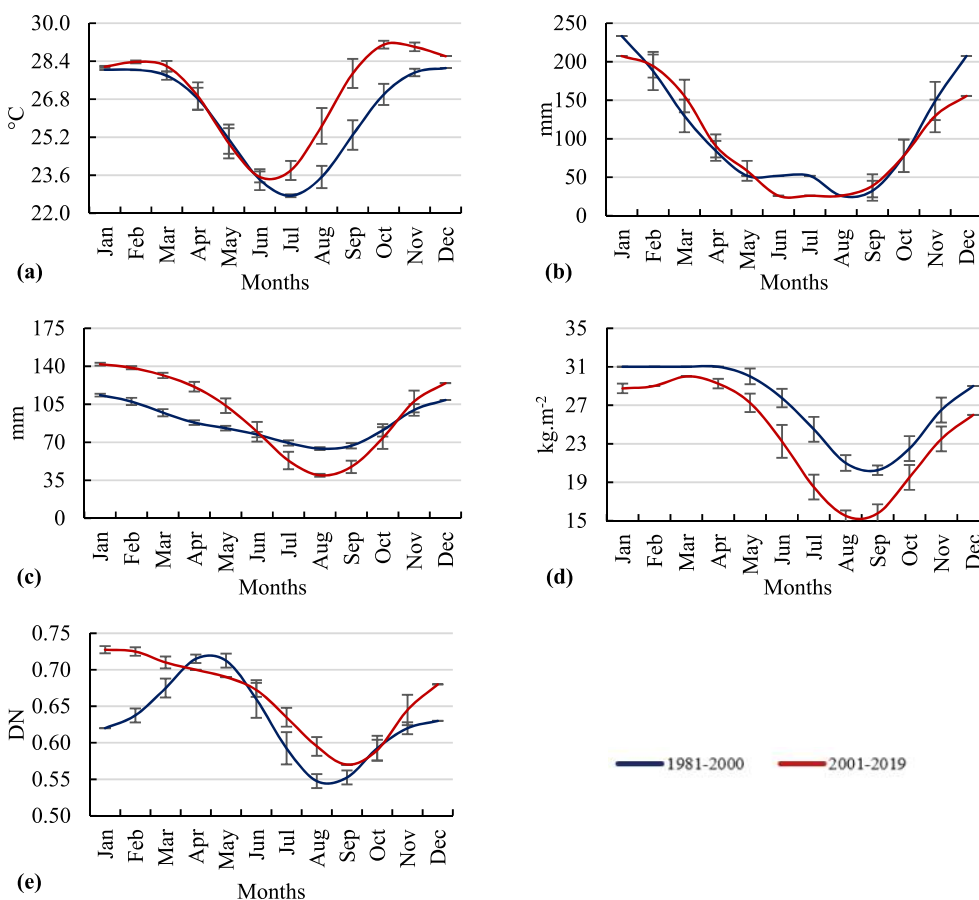 30.0
28.4
26.8
25.2
23.6
22.0
°C
Jan Feb Mar Apr May Jun Jul Aug Sep Oct Nov Dec
(a)
Months
250
200
150
100
50
0
mm
Jan Feb Mar Apr May Jun Jul Aug Sep Oct Nov Dec
(b)
Months
175
140
105
70
35
0
mm
Jan Feb Mar Apr May Jun Jul Aug Sep Oct Nov Dec
(c)
Months
35
31
27
23
19
15
kg.m-2
Jan Feb Mar Apr May Jun Jul Aug Sep Oct Nov Dec
(d)
Months
0.75
0.70
0.65
0.60
0.55
0.50
DN
Jan Feb Mar Apr May Jun Jul Aug Sep Oct Nov Dec
(e)
Months
1981-2000 2001-2019